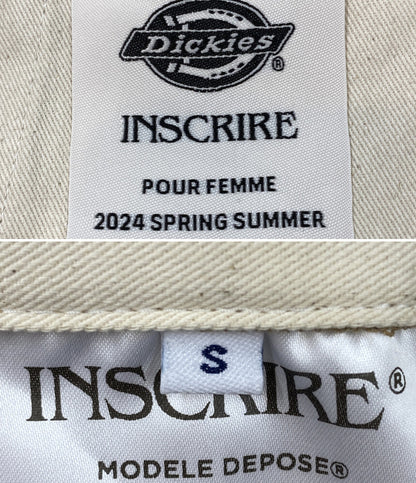 Dickies®
INSCRIRE
POUR FEMME
2024 SPRING SUMMER
S
INSCRIRE®
MODELE DEPOSE®